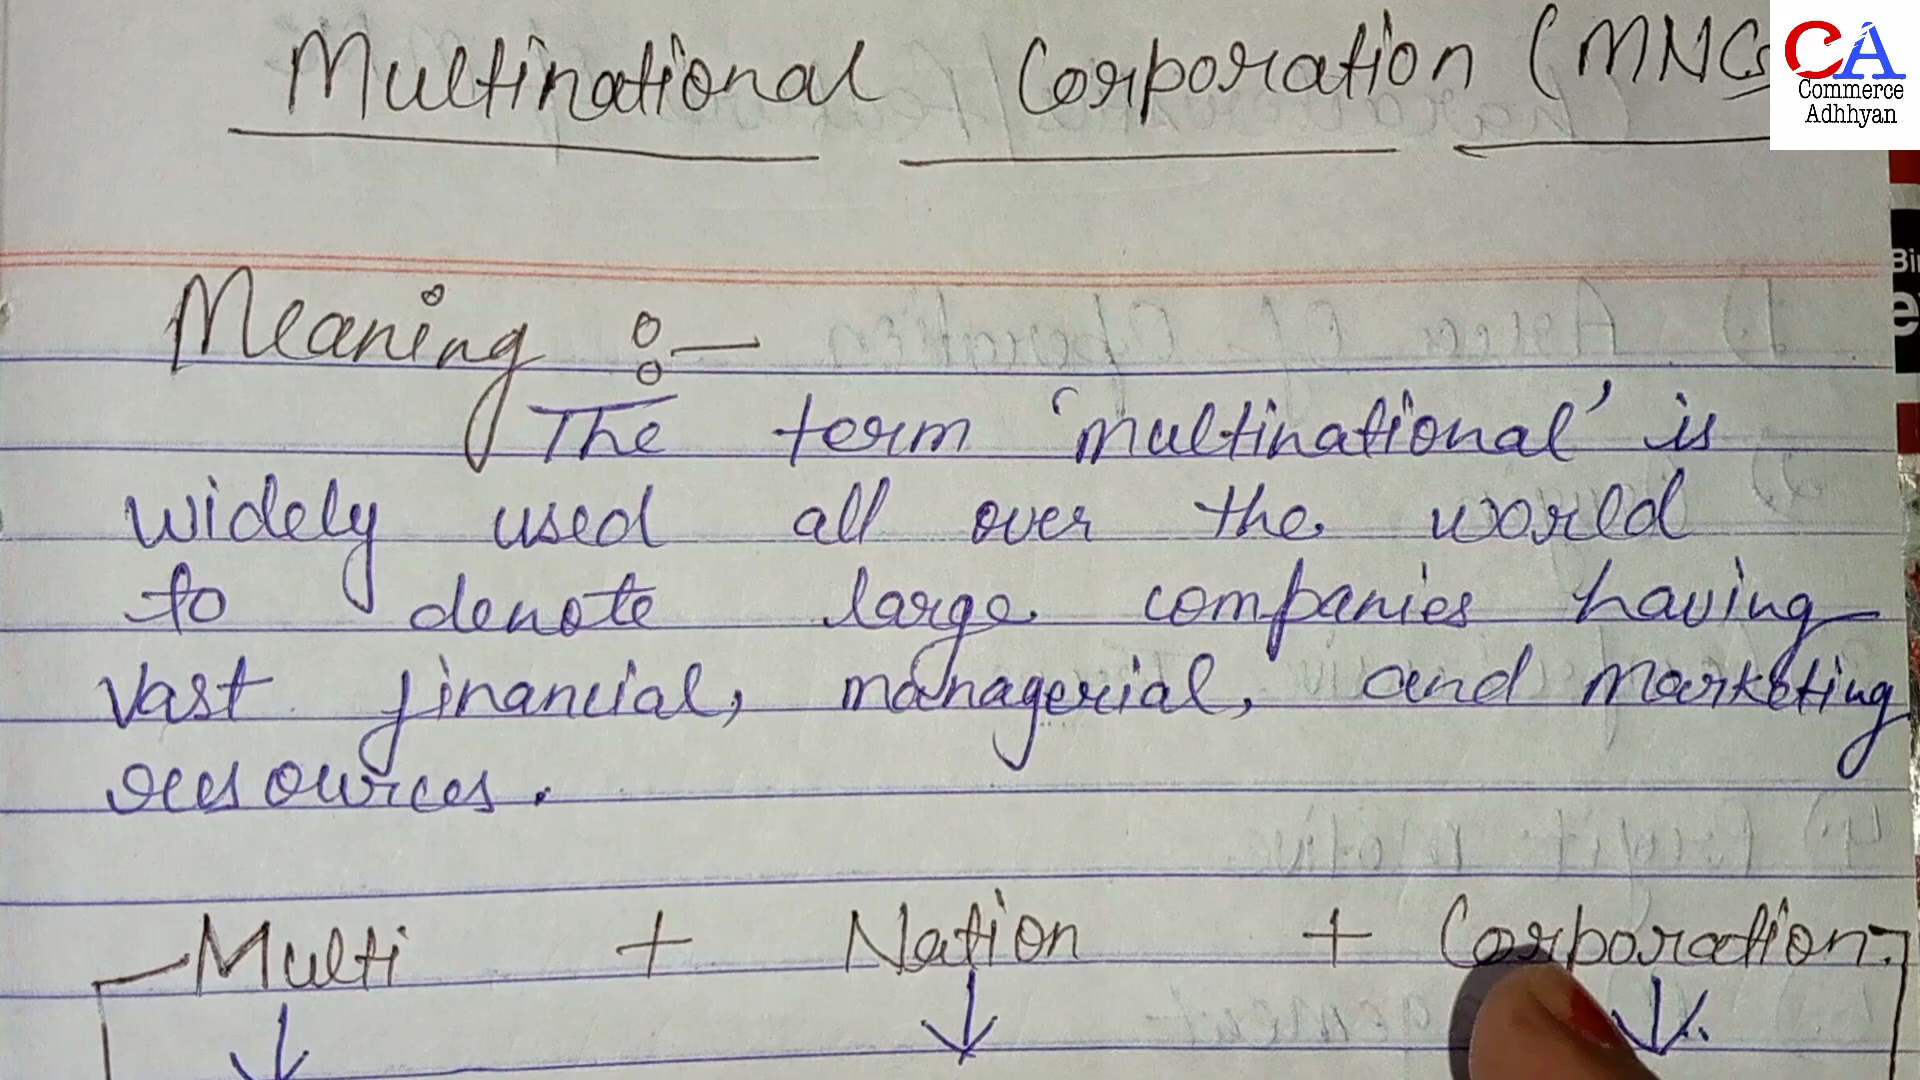 Multinational Corporation (MNCs
CA
Commerce
Adhhyan
Meaning :-
The term 'multinational' is
widely used all over the world
to denote large companies having
vast financial, managerial, and marketing
resources.
Multi + Nation + Corporation